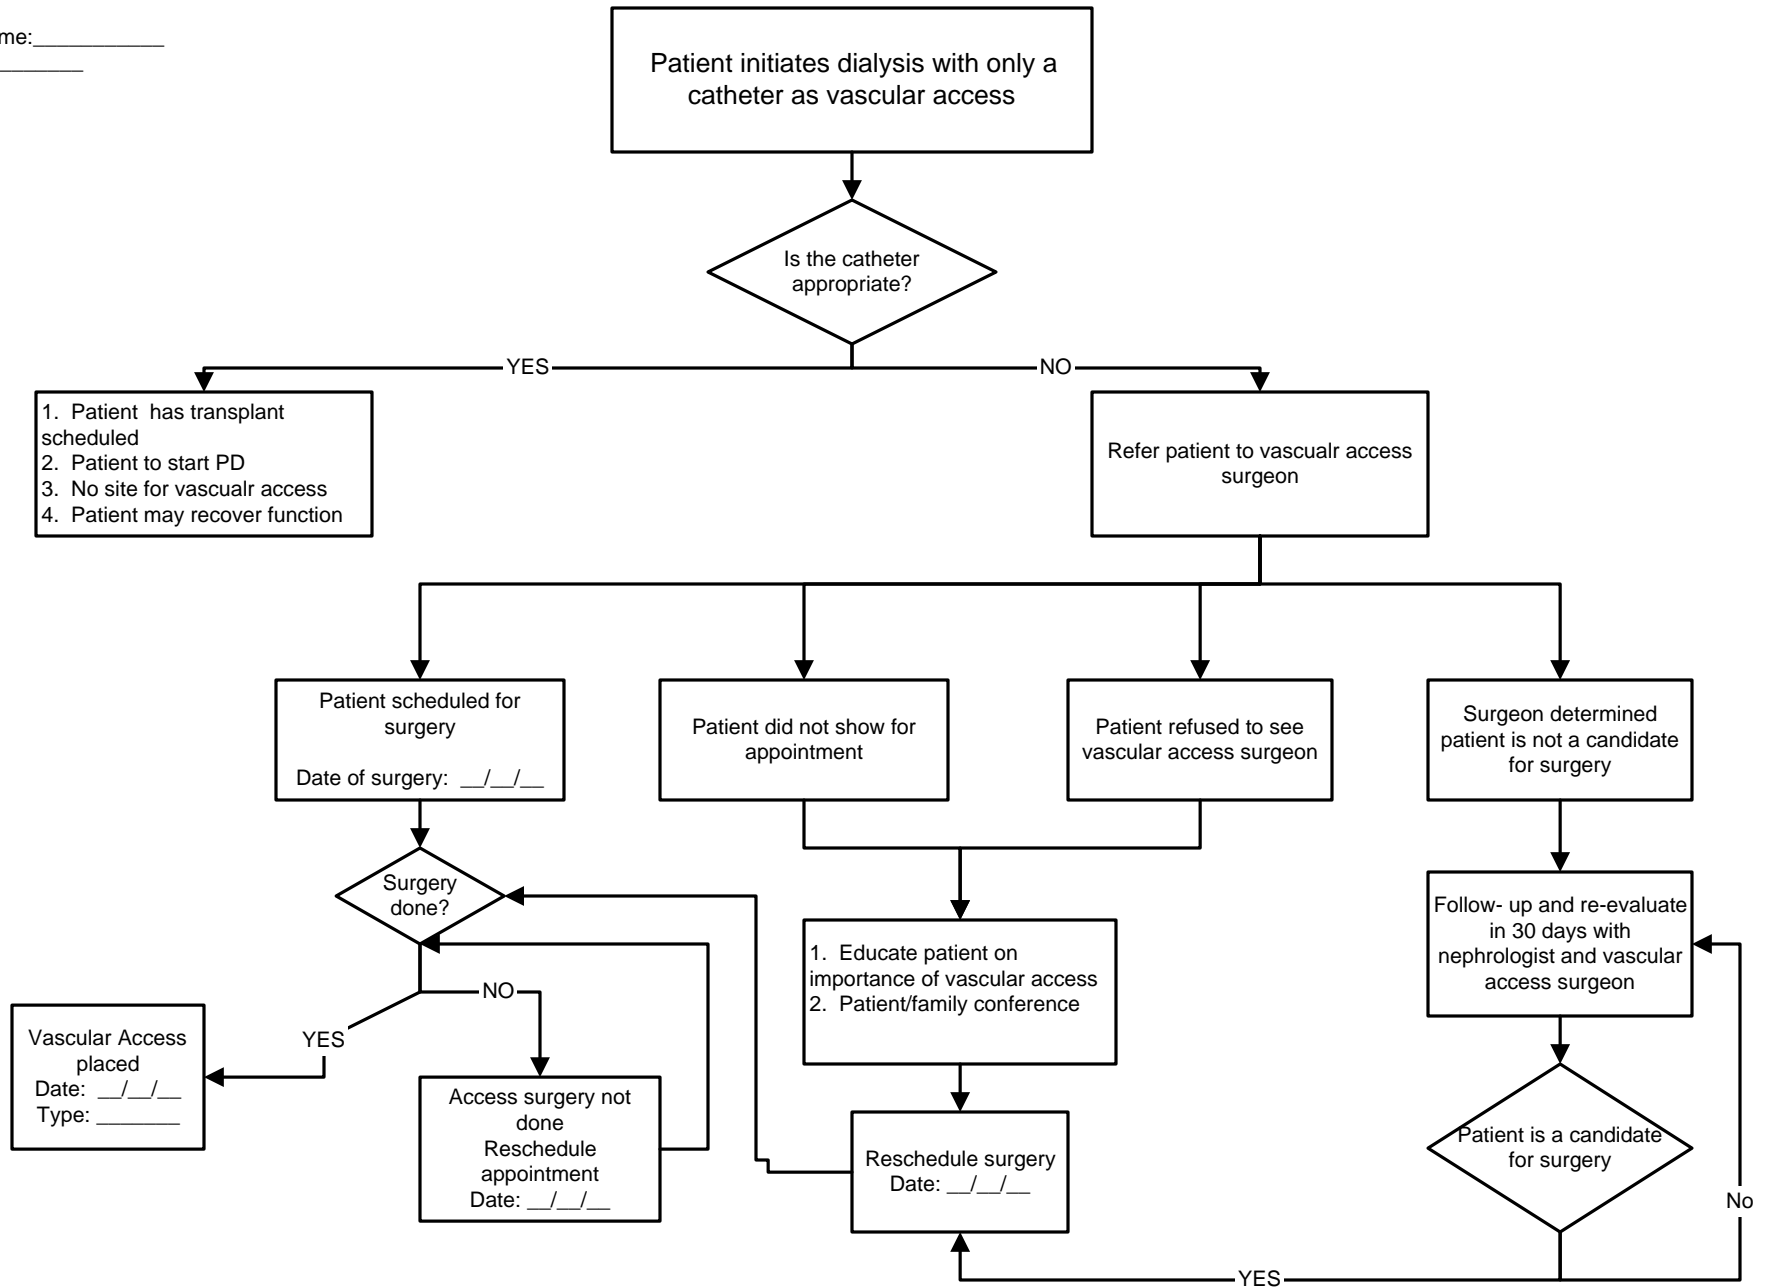 me:___________
_______
Patient initiates dialysis with only a
catheter as vascular access
Is the catheter
appropriate?
YES
NO
1.  Patient  has transplant
scheduled
2.  Patient to start PD
3.  No site for vascualr access
4.  Patient may recover function
Refer patient to vascualr access
surgeon
Patient scheduled for
surgery
Date of surgery:  __/__/__
Patient did not show for
appointment
Patient refused to see
vascular access surgeon
Surgeon determined
patient is not a candidate
for surgery
Surgery
done?
NO
YES
Vascular Access
placed
Date:  __/__/__
Type: _______
Access surgery not
done
Reschedule
appointment
Date: __/__/__
1.  Educate patient on
importance of vascular access
2.  Patient/family conference
Reschedule surgery
Date: __/__/__
Follow- up and re-evaluate
in 30 days with
nephrologist and vascular
access surgeon
Patient is a candidate
for surgery
No
YES